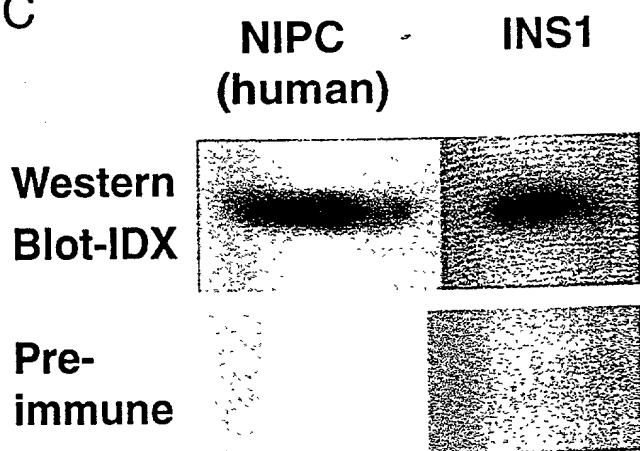 C
NIPC INS1
(human)
Western
Blot-IDX
Pre-
immune